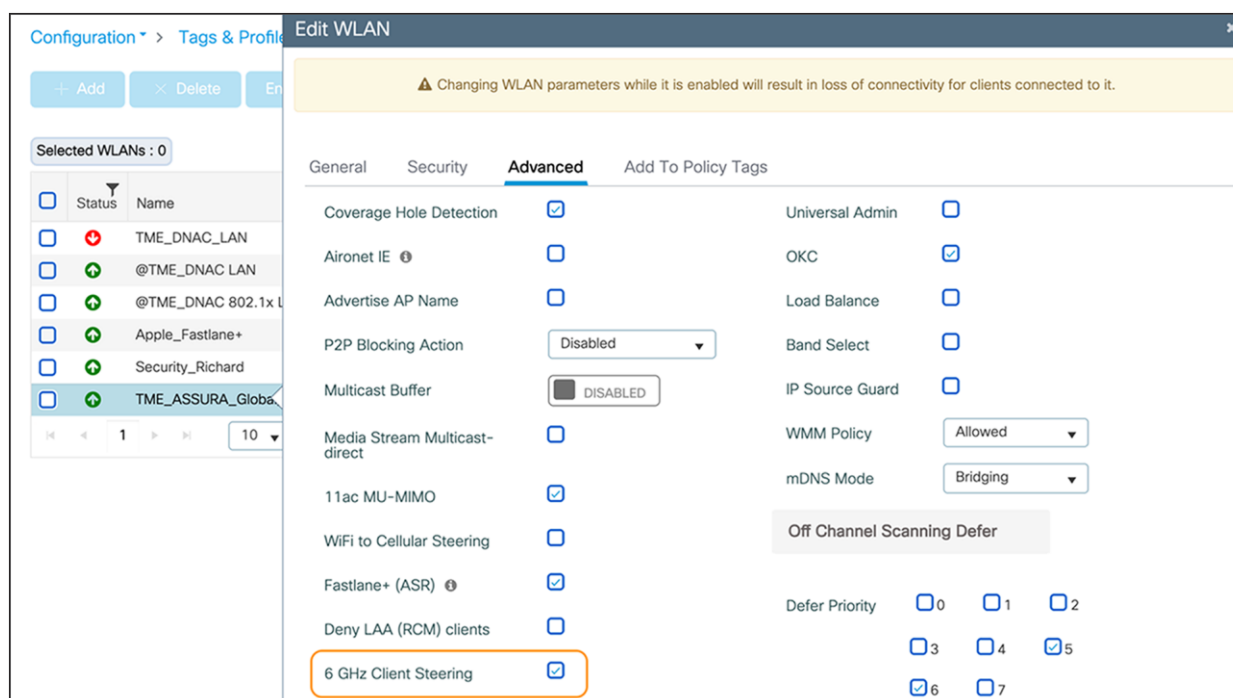 Configuration > Tags & Profile
+ Add
× Delete
En
Selected WLANs : 0
Status Name
TME_DNAC_LAN
@TME_DNAC LAN
@TME_DNAC 802.1x L
Apple_Fastlane+
Security_Richard
TME_ASSURA_Globa
1 10
Edit WLAN
Changing WLAN parameters while it is enabled will result in loss of connectivity for clients connected to it.
General Security Advanced Add To Policy Tags
Coverage Hole Detection
Aironet IE
Advertise AP Name
P2P Blocking Action Disabled
Multicast Buffer DISABLED
Media Stream Multicast-
direct
11ac MU-MIMO
WiFi to Cellular Steering
Fastlane+ (ASR)
Deny LAA (RCM) clients
6 GHz Client Steering
Universal Admin
OKC
Load Balance
Band Select
IP Source Guard
WMM Policy Allowed
mDNS Mode Bridging
Off Channel Scanning Defer
Defer Priority 0 1 2
3 4 5
6 7